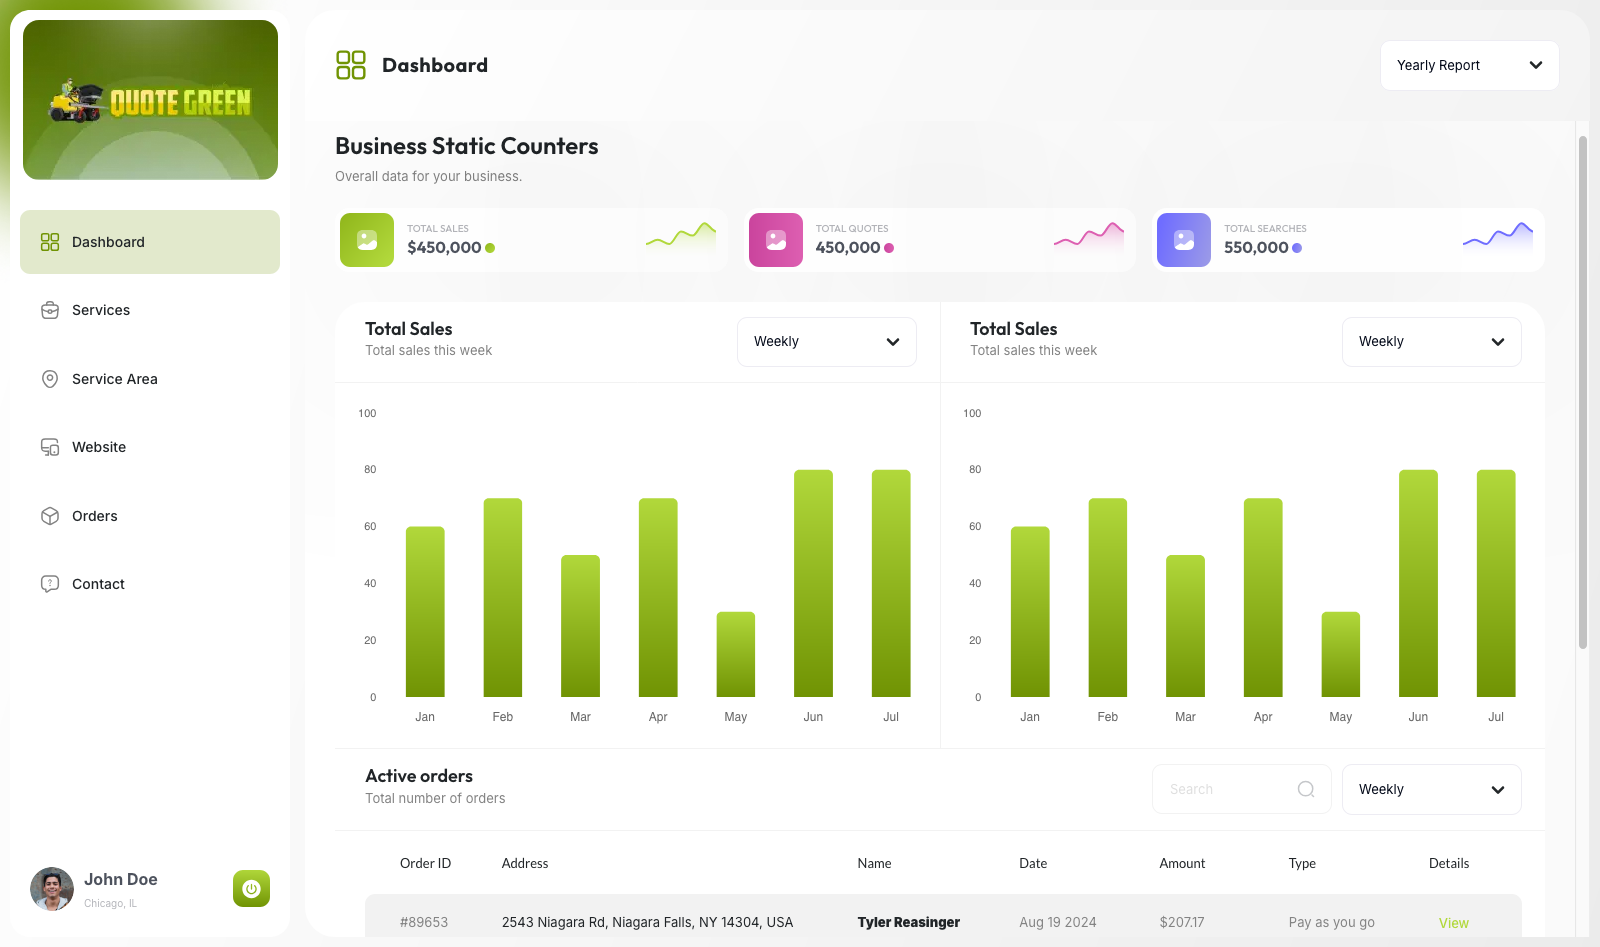 QUOTE GREEN
Dashboard
Services
Service Area
Website
Orders
Contact
John Doe
Chicago, IL
Dashboard
Yearly Report
Business Static Counters
Overall data for your business.
TOTAL SALES
$450,000
TOTAL QUOTES
450,000
TOTAL SEARCHES
550,000
Total Sales
Total sales this week
Weekly
100
80
60
40
20
0
Jan Feb Mar Apr May Jun Jul
Total Sales
Total sales this week
Weekly
100
80
60
40
20
0
Jan Feb Mar Apr May Jun Jul
Active orders
Total number of orders
Search
Weekly
Order ID Address Name Date Amount Type Details
#89653 2543 Niagara Rd, Niagara Falls, NY 14304, USA Tyler Reasinger Aug 19 2024 $207.17 Pay as you go View